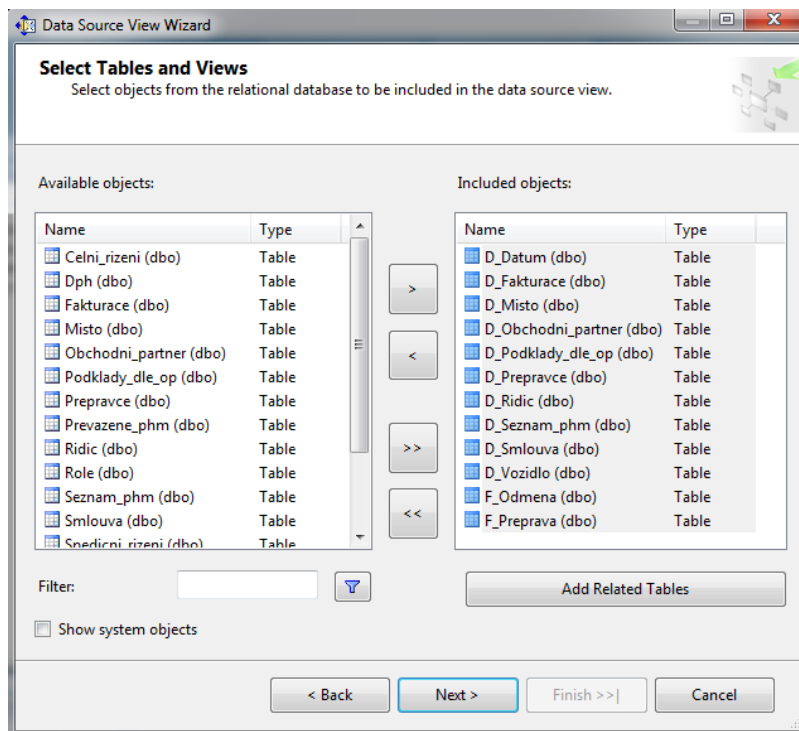 Data Source View Wizard
Select Tables and Views
Select objects from the relational database to be included in the data source view.
Available objects:
Name Type
Celni_rizeni (dbo) Table
Dph (dbo) Table
Fakturace (dbo) Table
Misto (dbo) Table
Obchodni_partner (dbo) Table
Podklady_dle_op (dbo) Table
Prepravce (dbo) Table
Prevazene_phm (dbo) Table
Ridic (dbo) Table
Role (dbo) Table
Seznam_phm (dbo) Table
Smlouva (dbo) Table
Spedicni_rizeni (dbo) Table
>
<
>>
<<
Included objects:
Name Type
D_Datum (dbo) Table
D_Fakturace (dbo) Table
D_Misto (dbo) Table
D_Obchodni_partner (dbo) Table
D_Podklady_dle_op (dbo) Table
D_Prepravce (dbo) Table
D_Ridic (dbo) Table
D_Seznam_phm (dbo) Table
D_Smlouva (dbo) Table
D_Vozidlo (dbo) Table
F_Odmena (dbo) Table
F_Preprava (dbo) Table
Filter:
Add Related Tables
Show system objects
< Back Next > Finish >>| Cancel